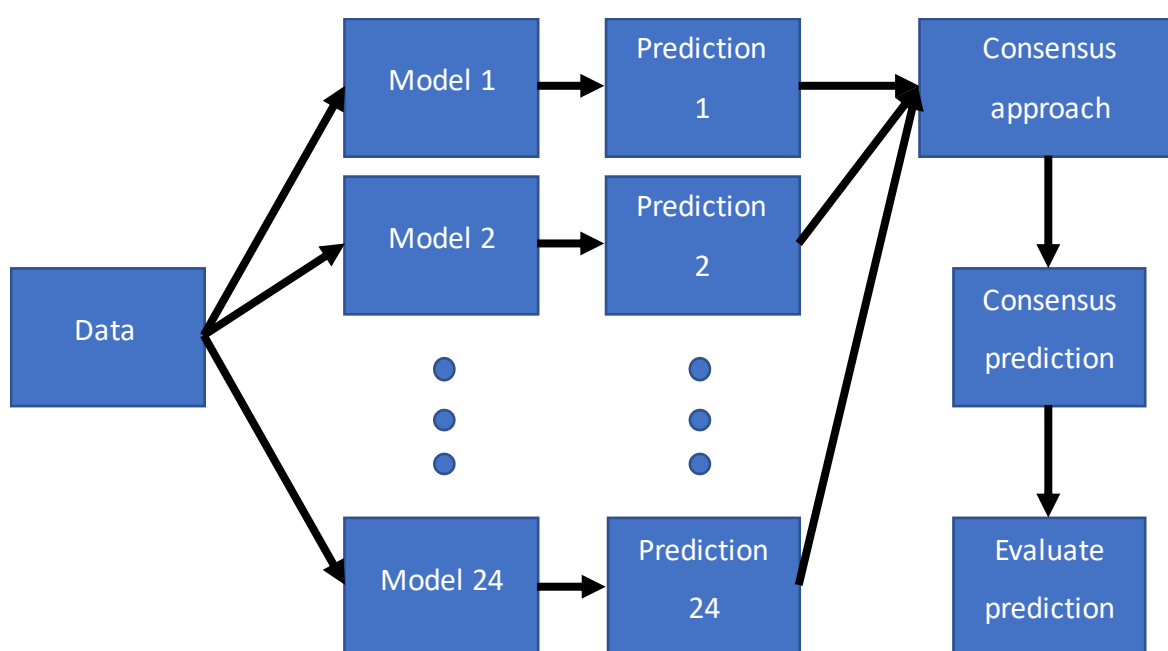 Model 1
Prediction
1
Consensus
approach
Model 2
Prediction
2
Data
Consensus
prediction
Model 24
Prediction
24
Evaluate
prediction